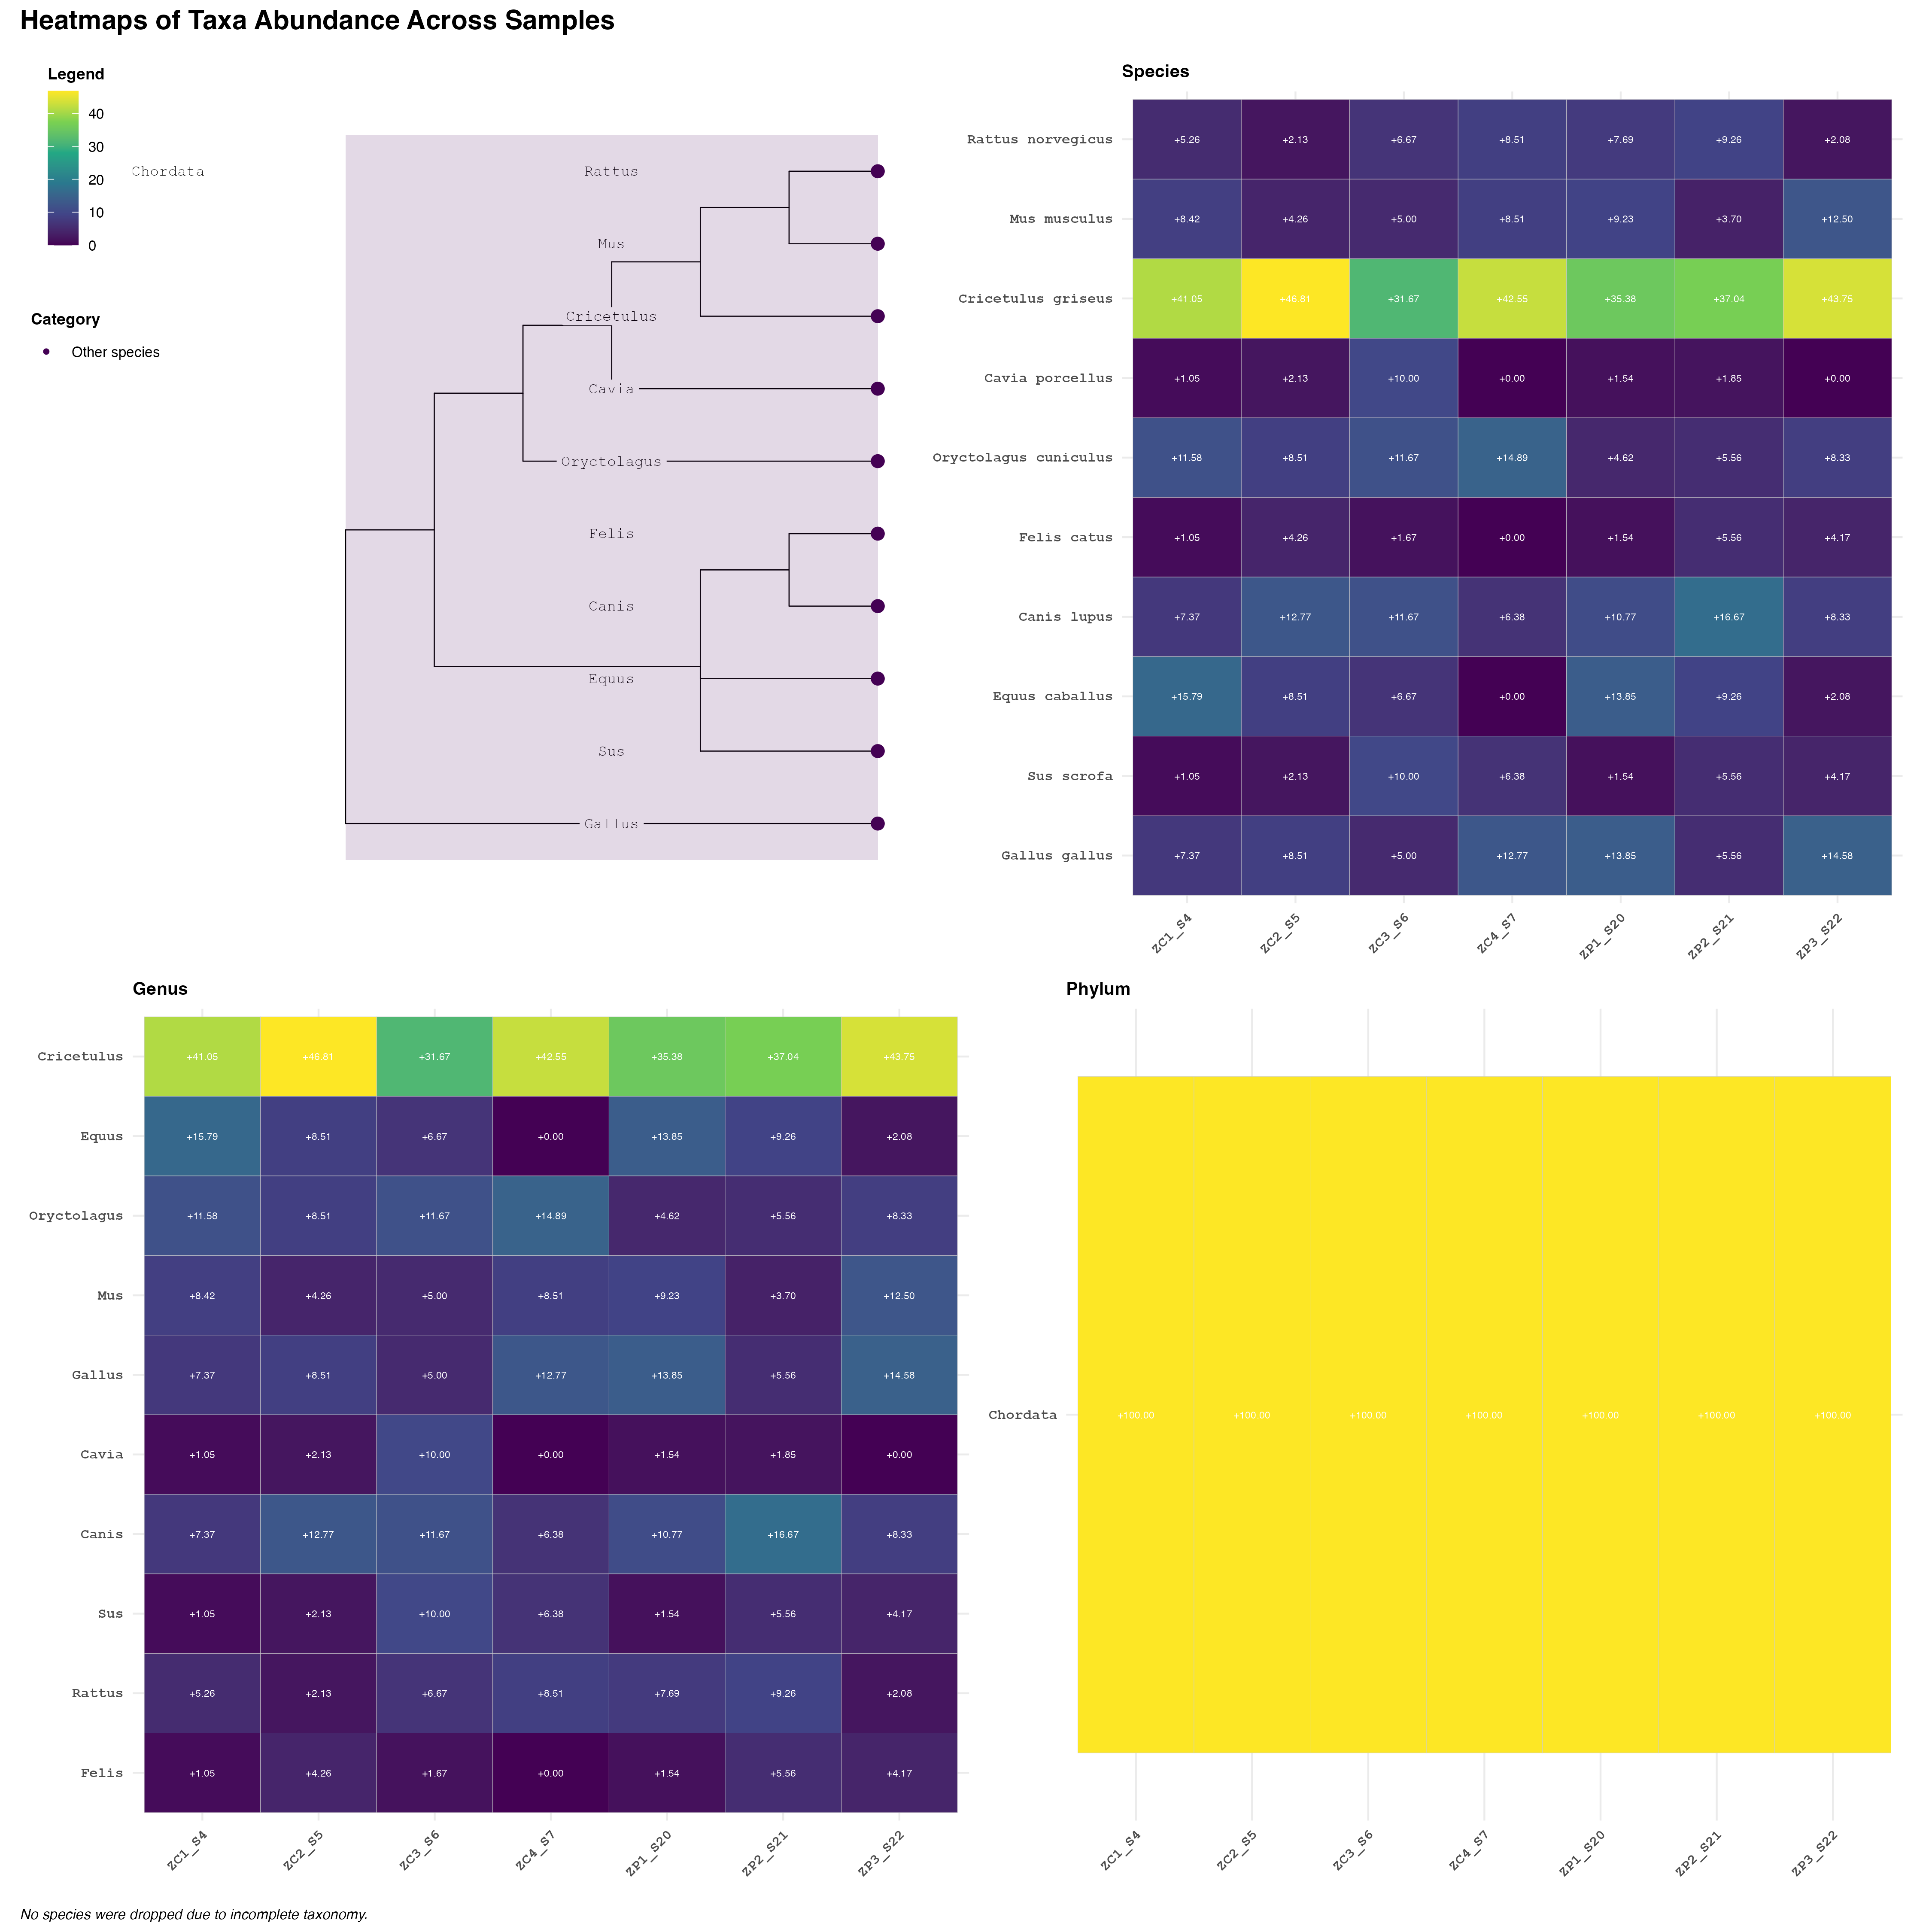 Heatmaps of Taxa Abundance Across Samples
Legend
40
30
20
10
0
Category
Other species
Chordata
Rattus
Mus
Cricetulus
Cavia
Oryctolagus
Felis
Canis
Equus
Sus
Gallus
Species
Rattus norvegicus +5.26 +2.13 +6.67 +8.51 +7.69 +9.26 +2.08
Mus musculus +8.42 +4.26 +5.00 +8.51 +9.23 +3.70 +12.50
Cricetulus griseus +41.05 +46.81 +31.67 +42.55 +35.38 +37.04 +43.75
Cavia porcellus +1.05 +2.13 +10.00 +0.00 +1.54 +1.85 +0.00
Oryctolagus cuniculus +11.58 +8.51 +11.67 +14.89 +4.62 +5.56 +8.33
Felis catus +1.05 +4.26 +1.67 +0.00 +1.54 +5.56 +4.17
Canis lupus +7.37 +12.77 +11.67 +6.38 +10.77 +16.67 +8.33
Equus caballus +15.79 +8.51 +6.67 +0.00 +13.85 +9.26 +2.08
Sus scrofa +1.05 +2.13 +10.00 +6.38 +1.54 +5.56 +4.17
Gallus gallus +7.37 +8.51 +5.00 +12.77 +13.85 +5.56 +14.58
ZC1_S4 ZC2_S5 ZC3_S6 ZC4_S7 ZP1_S20 ZP2_S21 ZP3_S22
Genus
Cricetulus +41.05 +46.81 +31.67 +42.55 +35.38 +37.04 +43.75
Equus +15.79 +8.51 +6.67 +0.00 +13.85 +9.26 +2.08
Oryctolagus +11.58 +8.51 +11.67 +14.89 +4.62 +5.56 +8.33
Mus +8.42 +4.26 +5.00 +8.51 +9.23 +3.70 +12.50
Gallus +7.37 +8.51 +5.00 +12.77 +13.85 +5.56 +14.58
Cavia +1.05 +2.13 +10.00 +0.00 +1.54 +1.85 +0.00
Canis +7.37 +12.77 +11.67 +6.38 +10.77 +16.67 +8.33
Sus +1.05 +2.13 +10.00 +6.38 +1.54 +5.56 +4.17
Rattus +5.26 +2.13 +6.67 +8.51 +7.69 +9.26 +2.08
Felis +1.05 +4.26 +1.67 +0.00 +1.54 +5.56 +4.17
ZC1_S4 ZC2_S5 ZC3_S6 ZC4_S7 ZP1_S20 ZP2_S21 ZP3_S22
Phylum
Chordata +100.00 +100.00 +100.00 +100.00 +100.00 +100.00 +100.00
ZC1_S4 ZC2_S5 ZC3_S6 ZC4_S7 ZP1_S20 ZP2_S21 ZP3_S22
No species were dropped due to incomplete taxonomy.